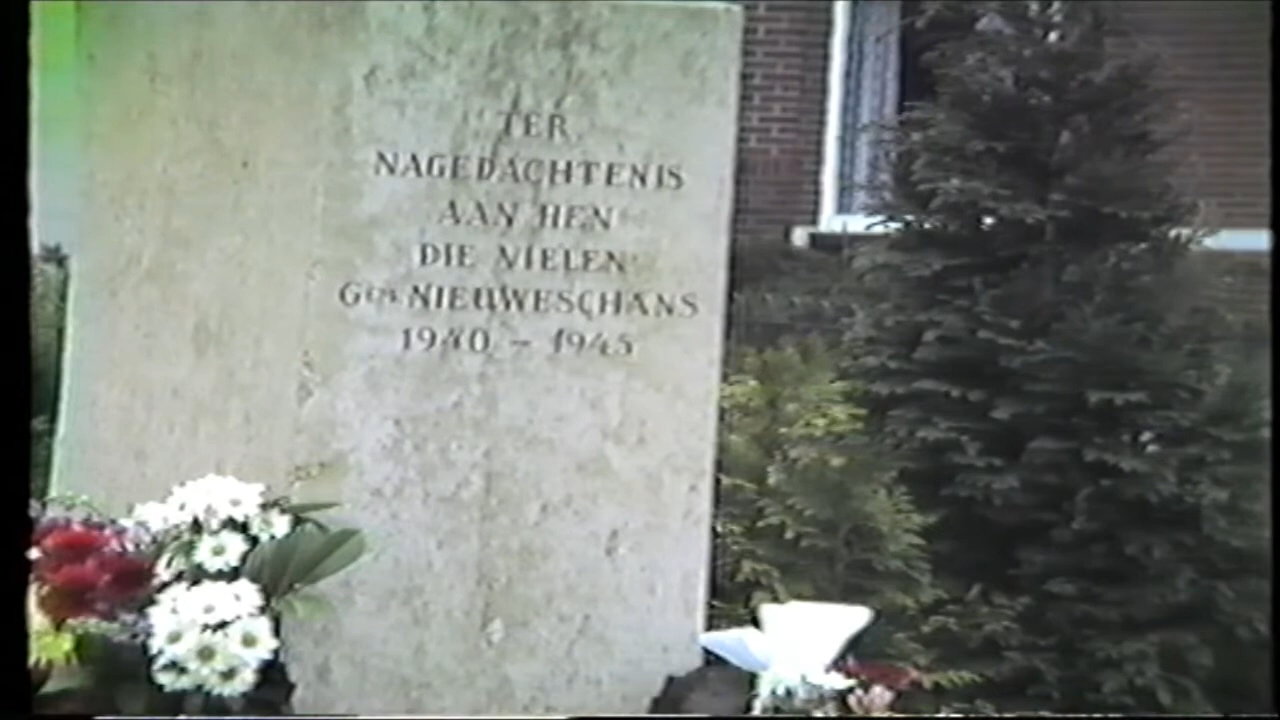 TER
NAGEDACHTENIS
AAN HEN
DIE VIELEN
Gem NIEUWESCHANS
1940 - 1945